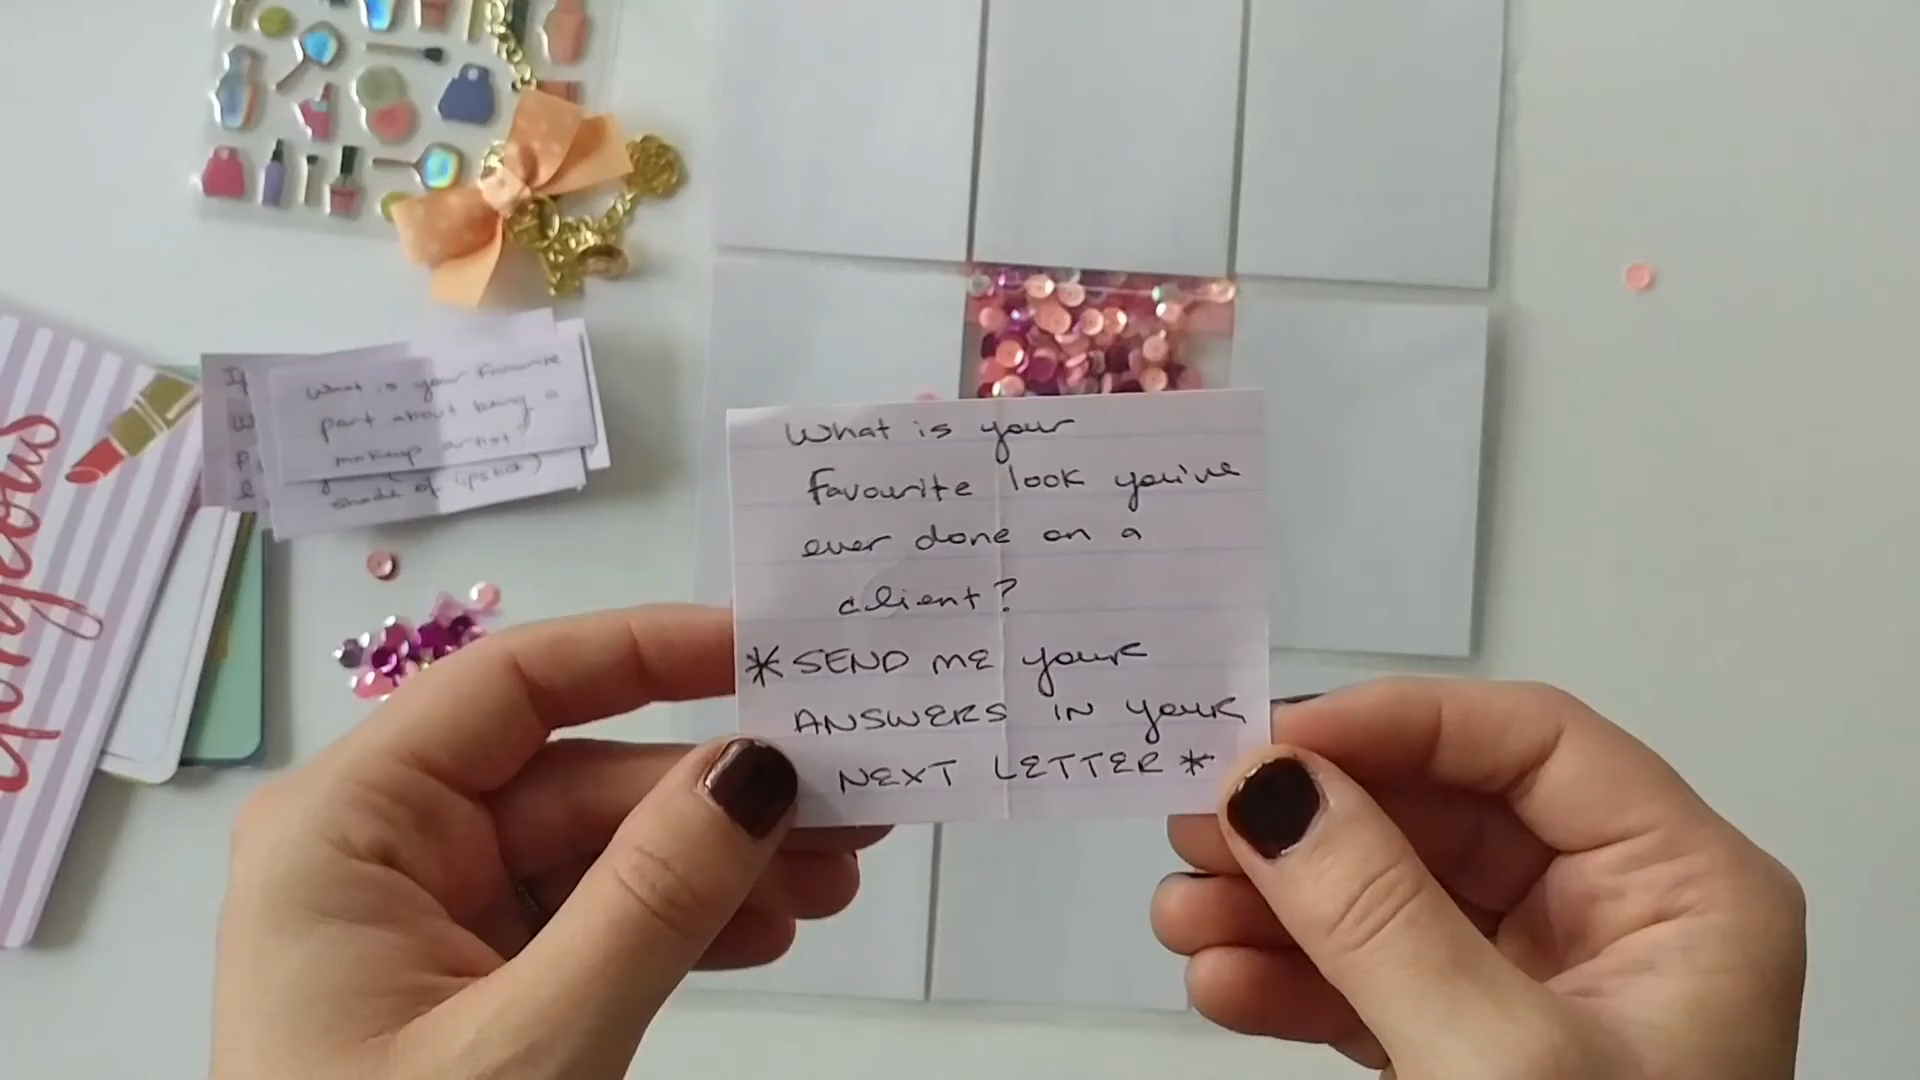 Gorgeous
If
W
P
What is your favourite
part about being a
makeup artist?
shade of lipstick)
What is your
favourite look you've
ever done on a
client?
*SEND ME your
ANSWERS IN your
NEXT LETTER*